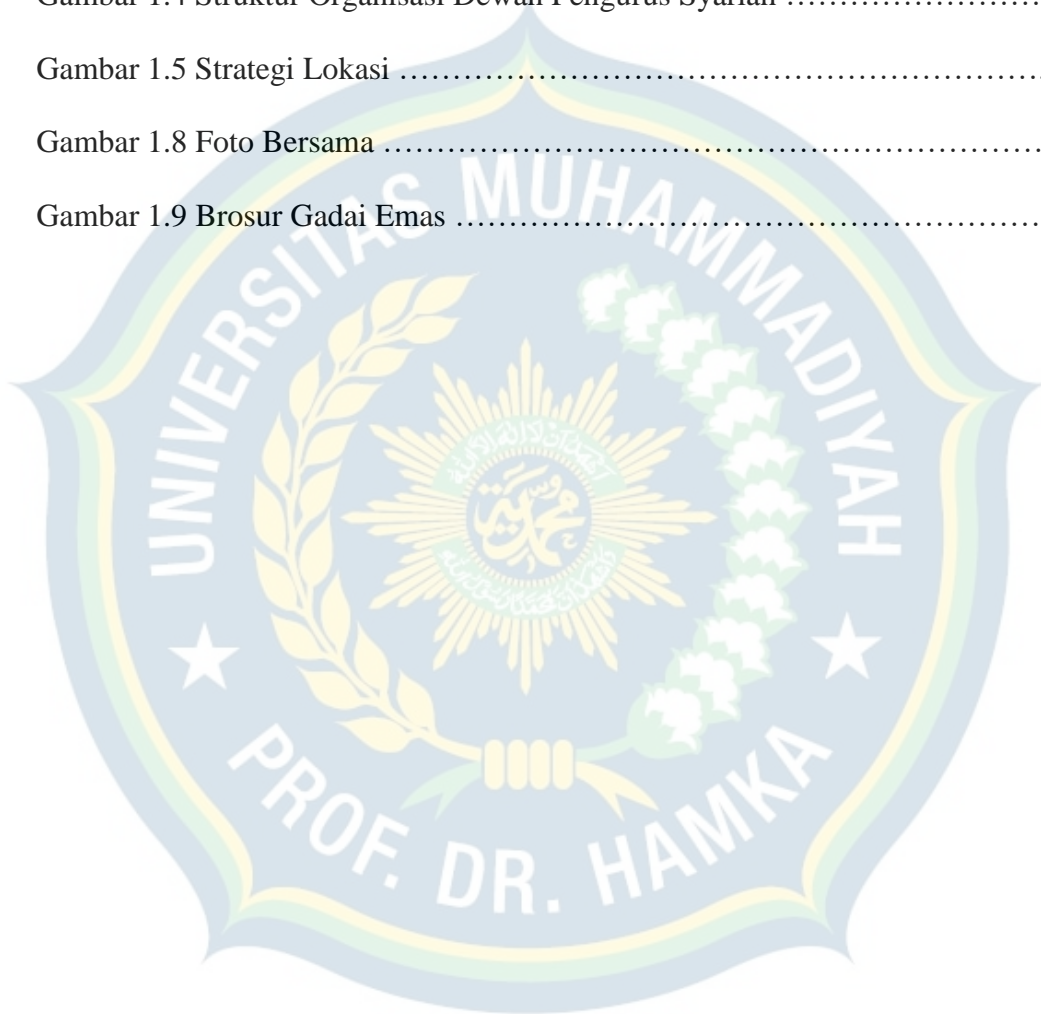 Gambar 1.4 Struktur Organisasi Dewan Pengurus Syariah ……………………
Gambar 1.5 Strategi Lokasi ……………………………………………………
Gambar 1.8 Foto Bersama ……………………………………………………
Gambar 1.9 Brosur Gadai Emas ………………………………………………
UNIVERSITAS MUHAMMADIYAH
PROF. DR. HAMKA